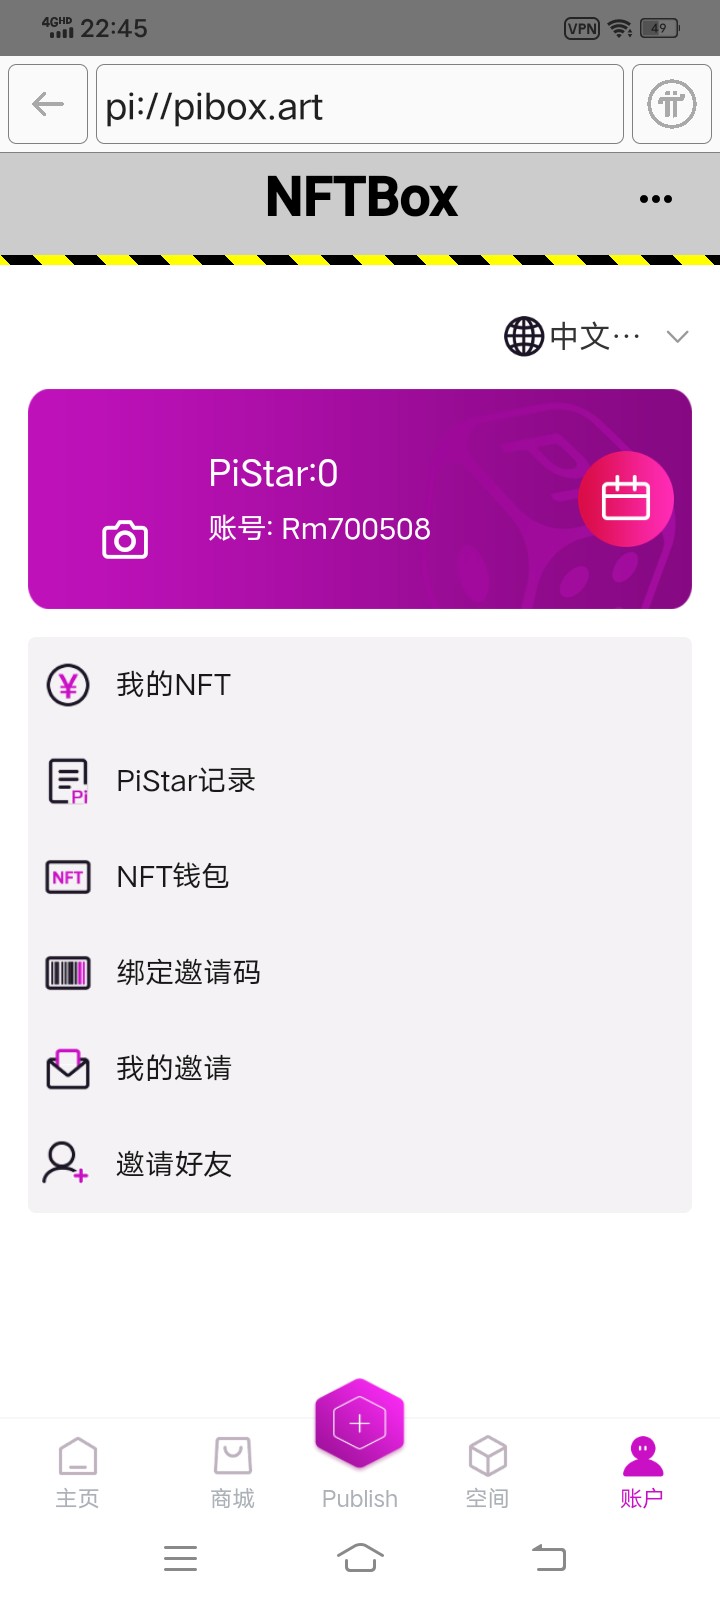 4GHD 22:45 VPN 49
pi://pibox.art
NFTBox
中文...
PiStar:0
账号: Rm700508
我的NFT
Pi
PiStar记录
NFT
NFT钱包
绑定邀请码
我的邀请
邀请好友
主页
商城
Publish
空间
账户